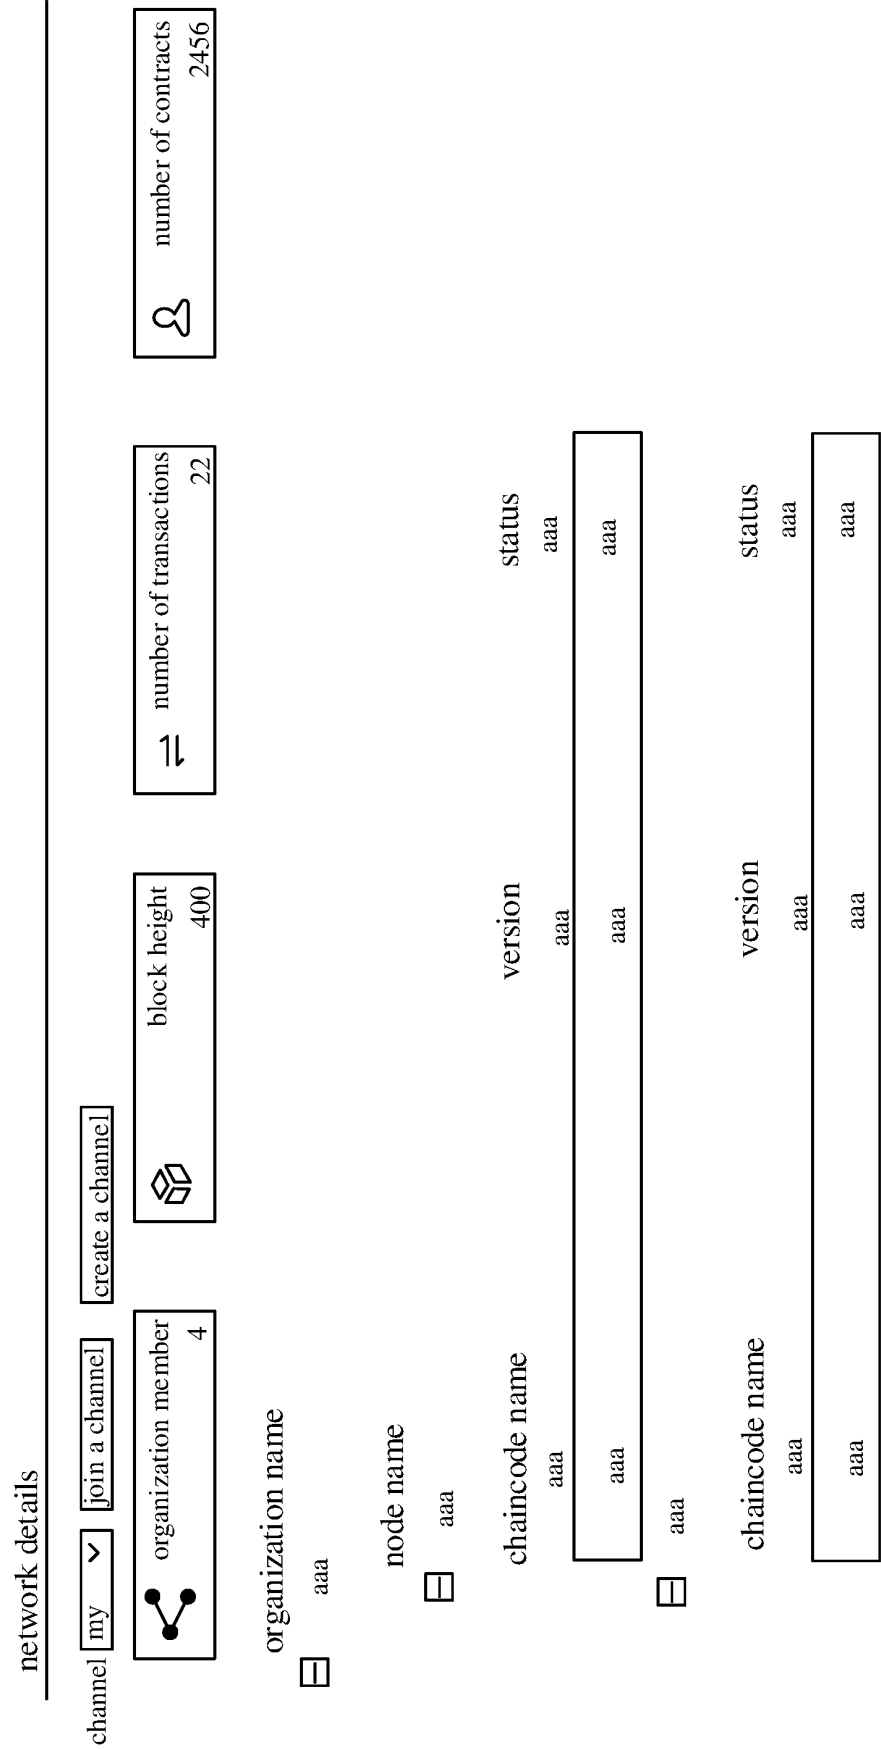 network details
channel my join a channel create a channel
organization member
4
block height
400
number of transactions
22
number of contracts
2456
organization name
aaa
node name
aaa
chaincode name version status
aaa aaa aaa
aaa aaa aaa
aaa
chaincode name version status
aaa aaa aaa
aaa aaa aaa